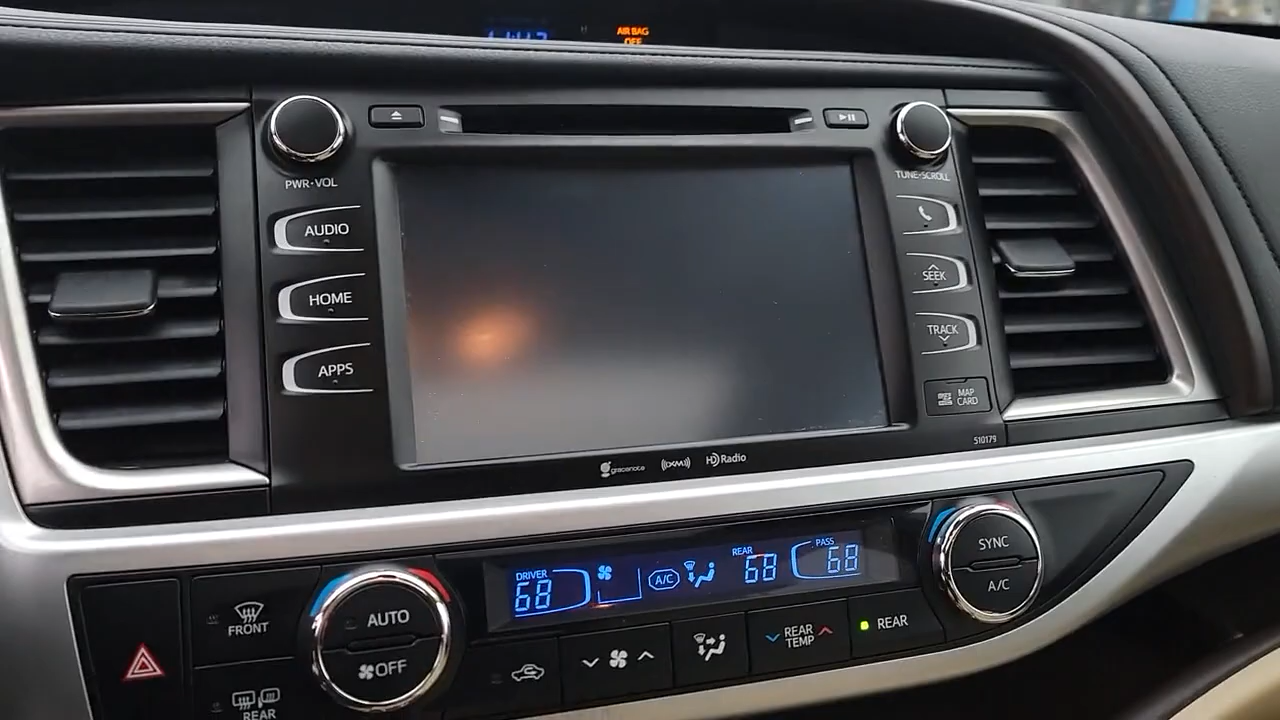 AIR BAG
OFF
PWR•VOL
TUNE•SCROLL
AUDIO
HOME
SEEK
APPS
TRACK
MAP
CARD
510179
gracenote
(((XM)))
HD Radio
SYNC
A/C
DRIVER
68
A/C
REAR
68
PASS
68
FRONT
AUTO
OFF
REAR
TEMP
REAR
REAR